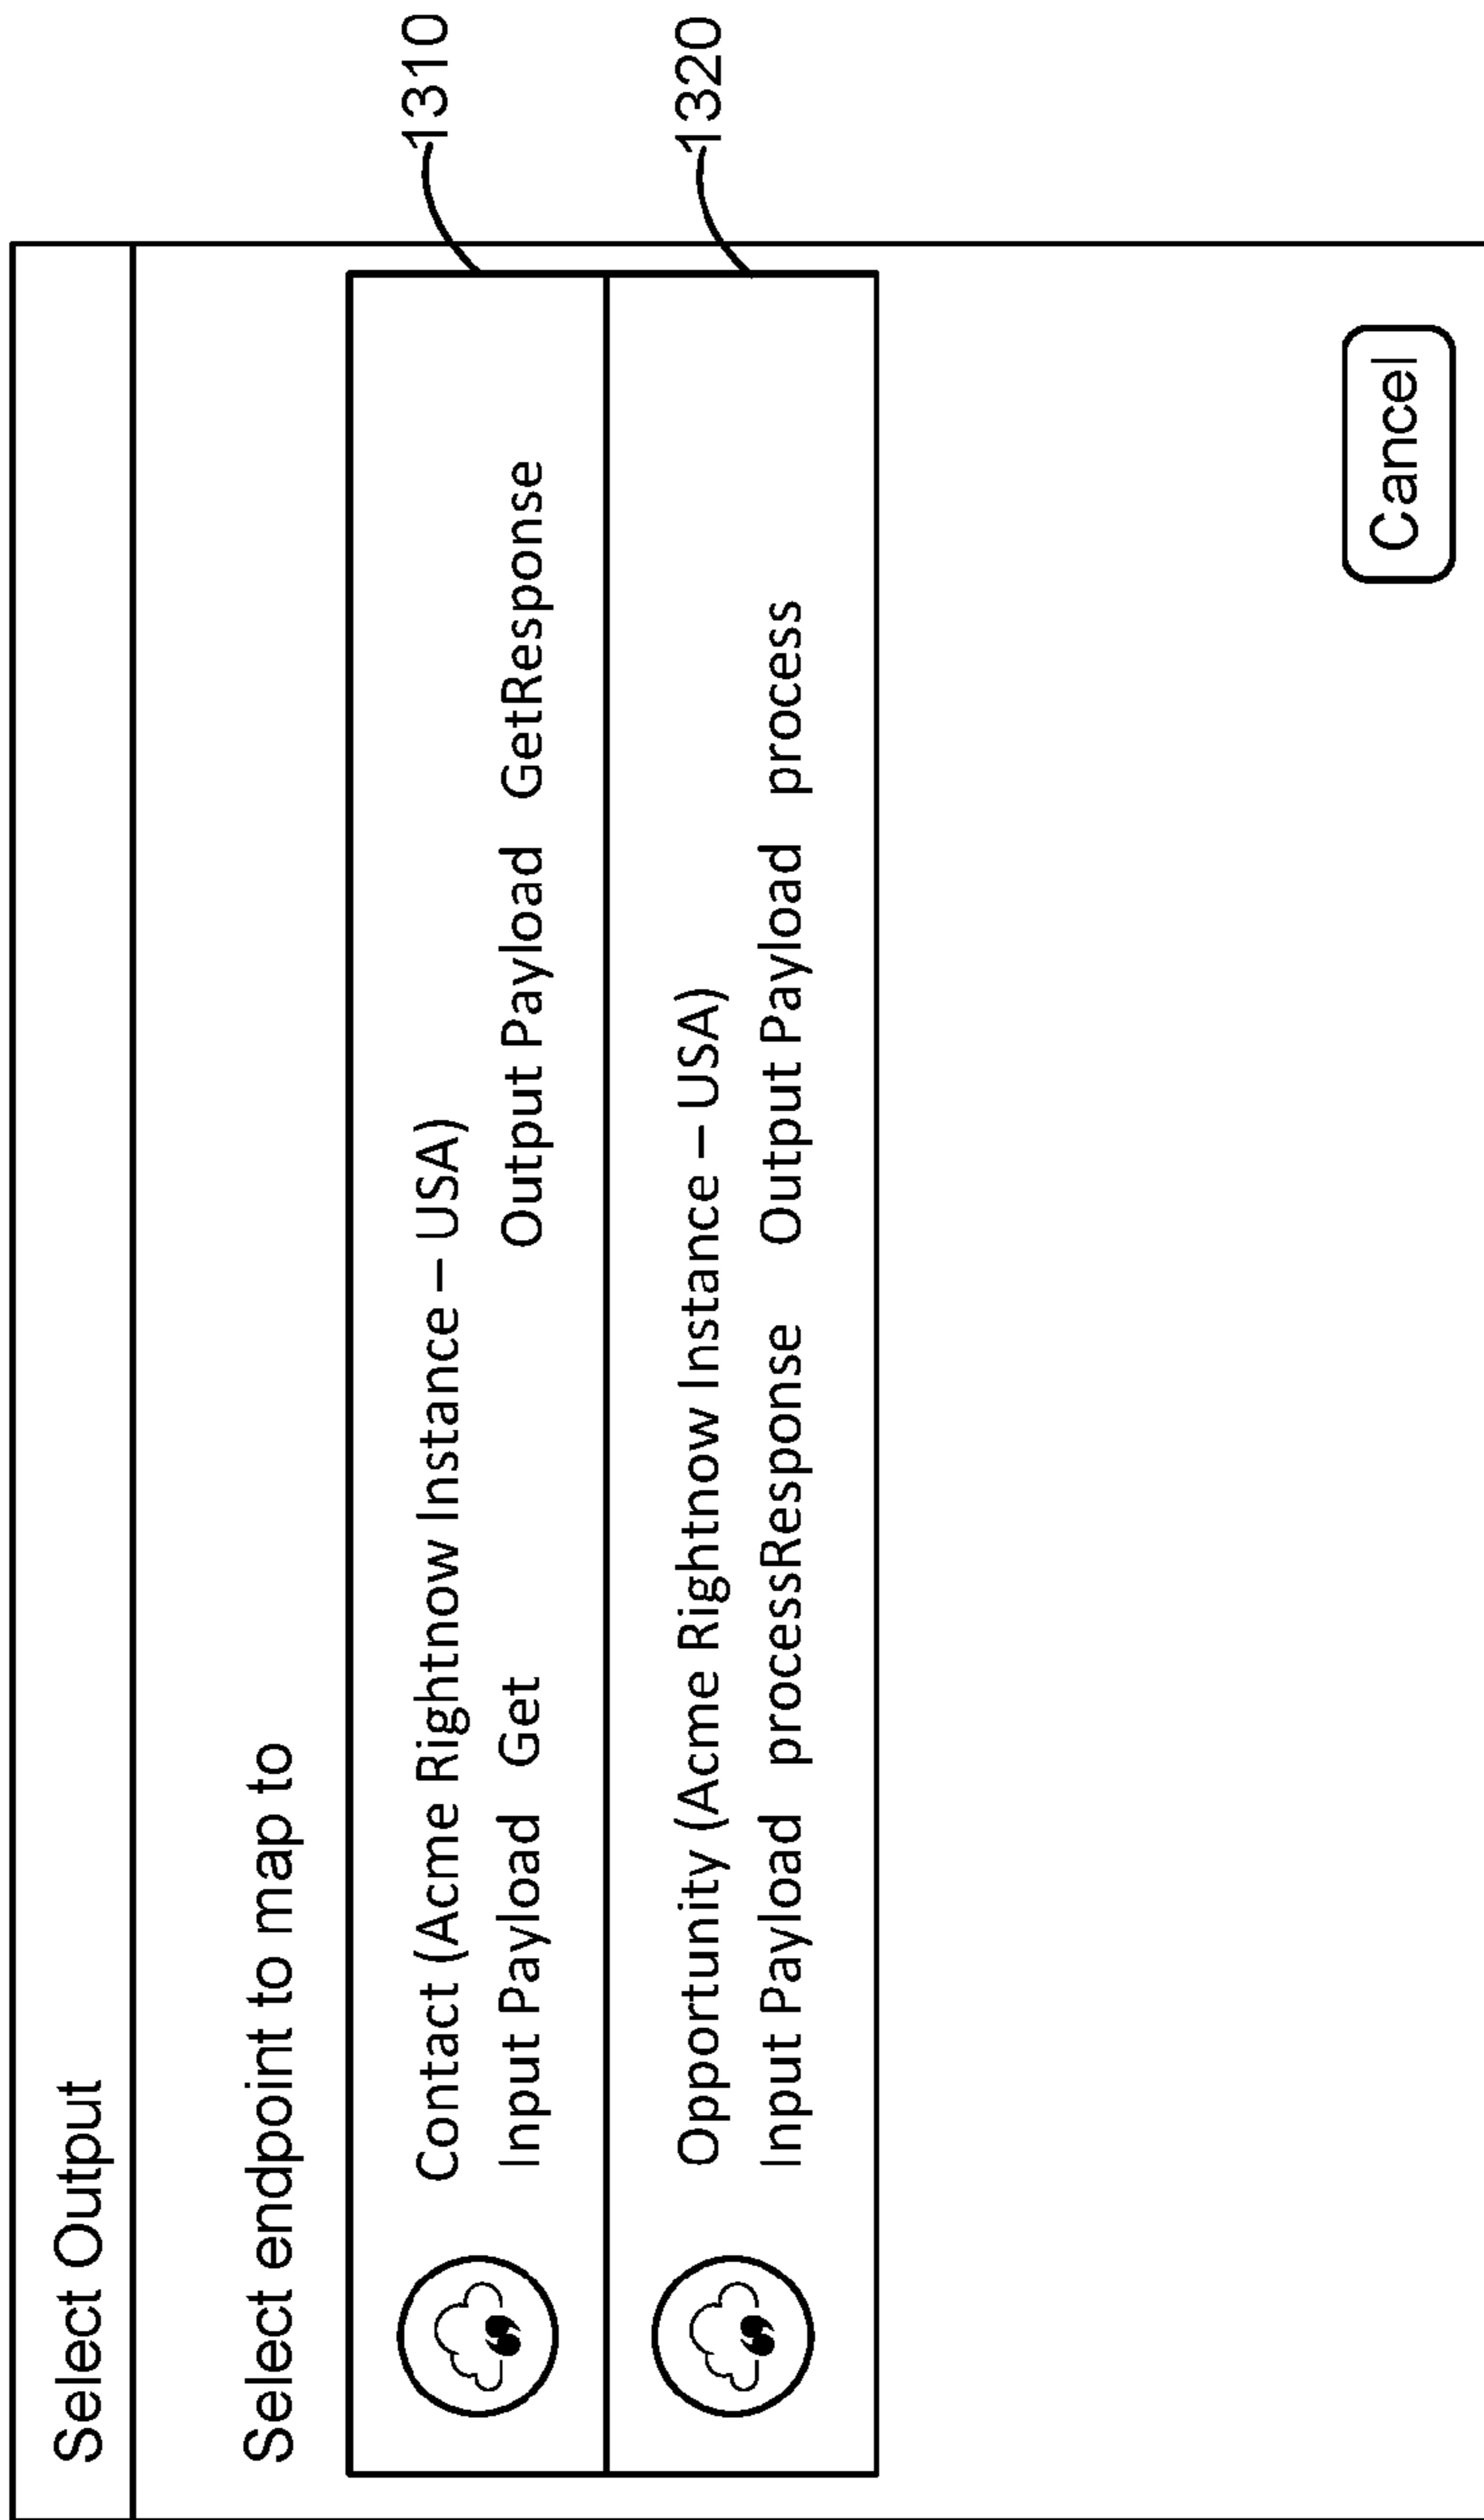 Select Output
Select endpoint to map to
Contact (Acme Rightnow Instance – USA)
Input Payload Get Output Payload GetResponse
1310
Opportunity (Acme Rightnow Instance – USA)
Input Payload processResponse Output Payload process
1320
Cancel